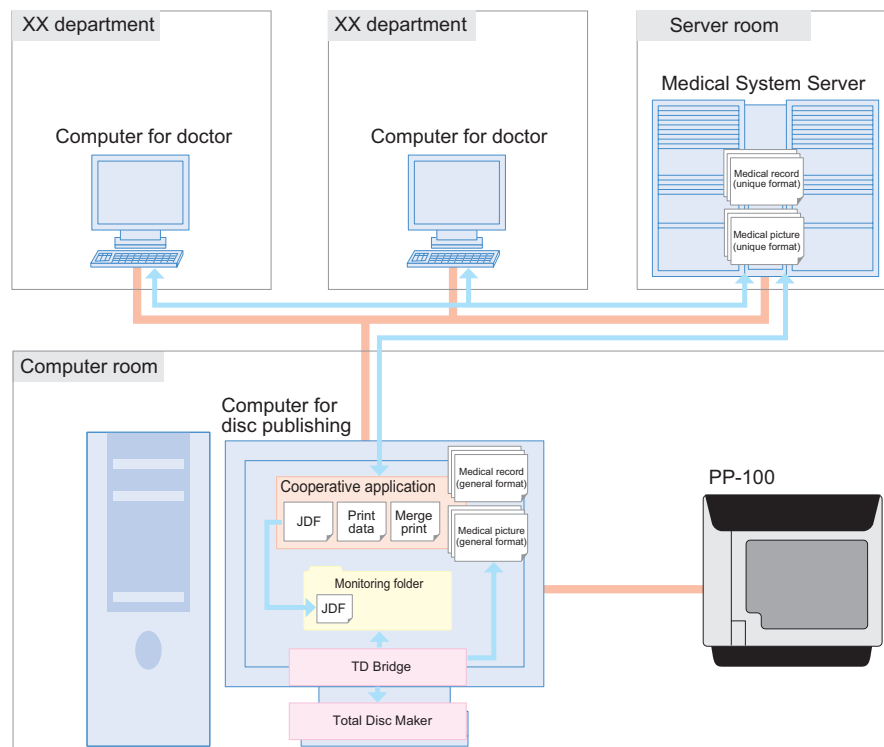 XX department
XX department
Server room
Medical System Server
Computer for doctor
Computer for doctor
Medical record
(unique format)
Medical picture
(unique format)
Computer room
Computer for
disc publishing
Medical record
(general format)
Cooperative application
JDF
Print
data
Merge
print
Medical picture
(general format)
PP-100
Monitoring folder
JDF
TD Bridge
Total Disc Maker